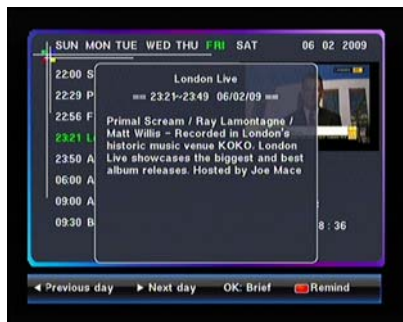 SUN MON TUE WED THU FRI SAT 06 02 2009
22:00 S
22:29 P
22:56 F
23:21 L
23:50 A
06:00 A
09:00 A
09:30 B
London Live
== 23:21~23:49 06/02/09 ==
Primal Scream / Ray Lamontagne /
Matt Willis – Recorded in London's
historic music venue KOKO. London
Live showcases the biggest and best
album releases. Hosted by Joe Mace
8 : 36
◄ Previous day ► Next day OK: Brief Remind